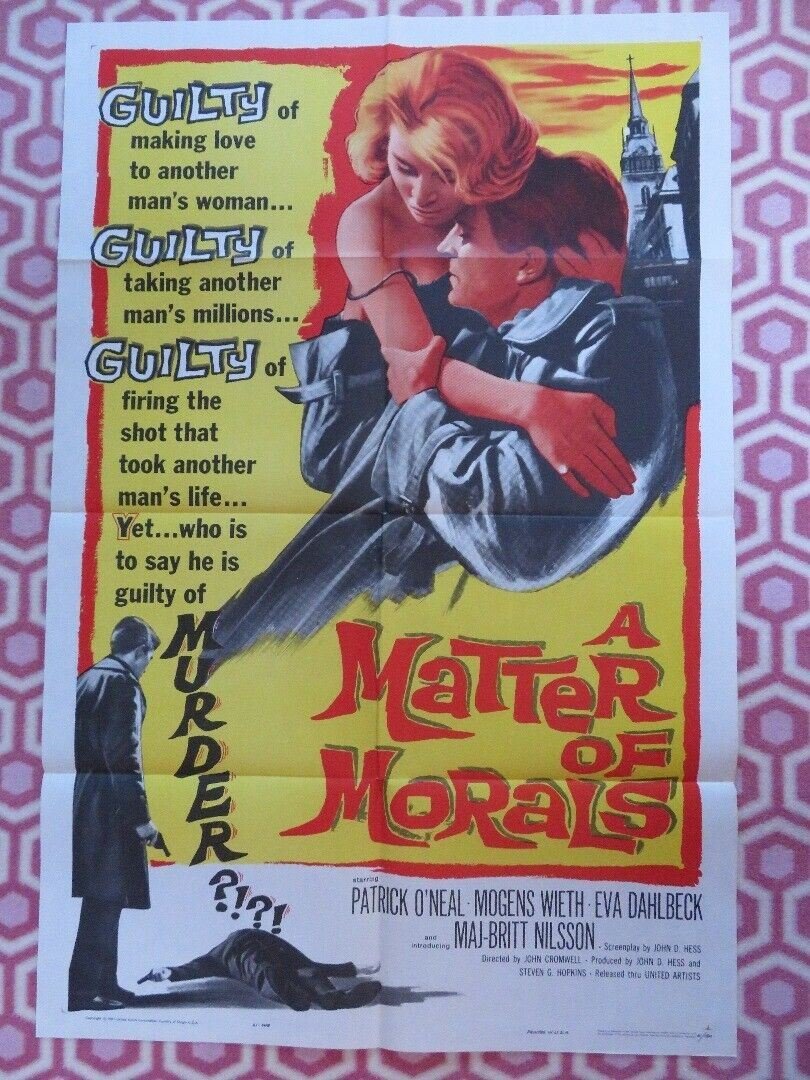 GUILTY of
making love
to another
man's woman...
GUILTY of
taking another
man's millions...
GUILTY of
firing the
shot that
took another
man's life...
Yet...who is
to say he is
guilty of
MURDER?!?!
A
MATTER
OF
MORALS
starring
PATRICK O'NEAL · MOGENS WIETH · EVA DAHLBECK
and introducing MAJ-BRITT NILSSON · Screenplay by JOHN D. HESS
Directed by JOHN CROMWELL · Produced by JOHN D. HESS and
STEVEN G. HOPKINS · Released thru UNITED ARTISTS